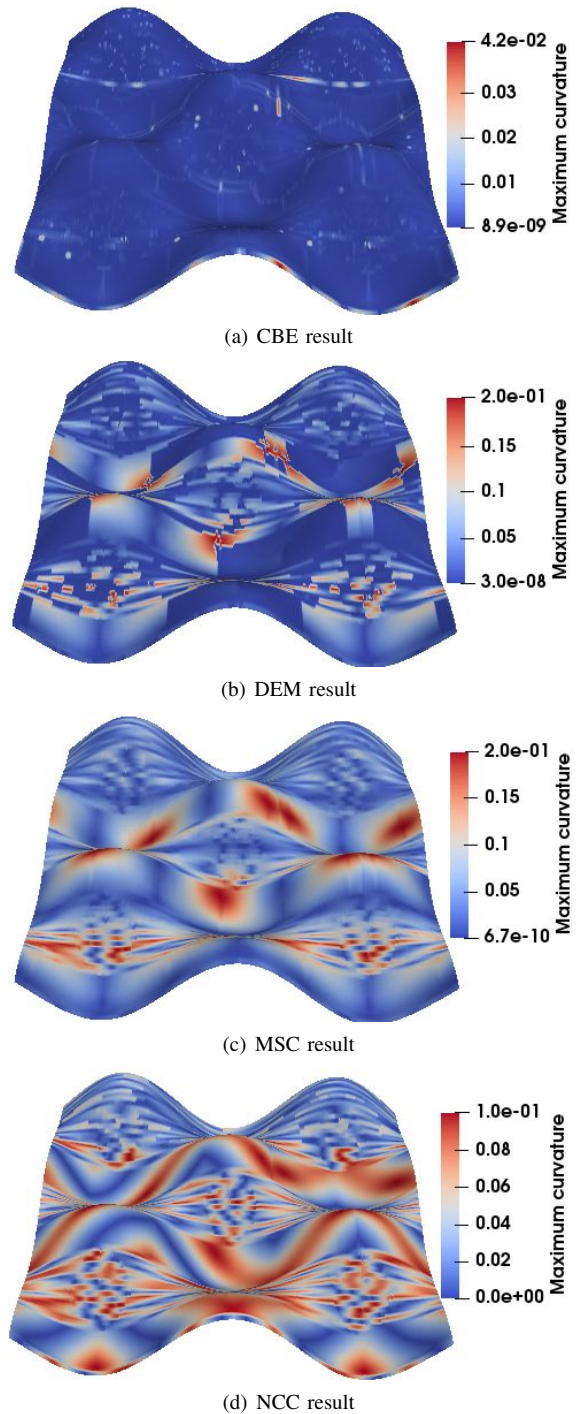 4.2e-02
0.03
0.02
0.01
8.9e-09
Maximum curvature
(a) CBE result
2.0e-01
0.15
0.1
0.05
3.0e-08
Maximum curvature
(b) DEM result
2.0e-01
0.15
0.1
0.05
6.7e-10
Maximum curvature
(c) MSC result
1.0e-01
0.08
0.06
0.04
0.02
0.0e+00
Maximum curvature
(d) NCC result